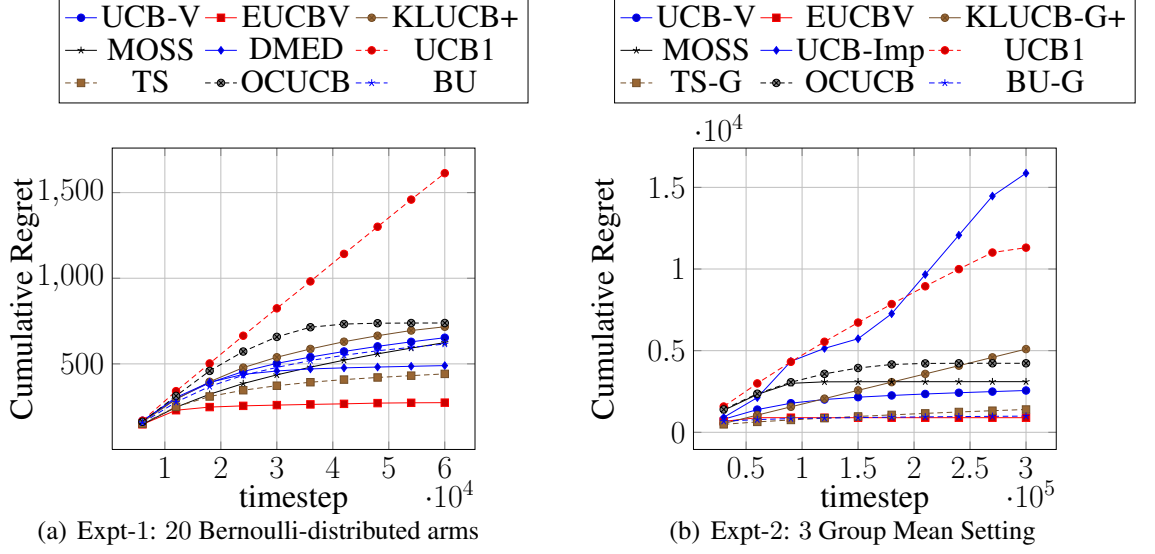 UCB-V EUCBV KLUCB+
MOSS DMED UCB1
TS OCUCB BU
1,500
1,000
500
Cumulative Regret
1 2 3 4 5 6
timestep
·10^4
(a) Expt-1: 20 Bernoulli-distributed arms
UCB-V EUCBV KLUCB-G+
MOSS UCB-Imp UCB1
TS-G OCUCB BU-G
·10^4
1.5
1
0.5
0
Cumulative Regret
0.5 1 1.5 2 2.5 3
timestep
·10^5
(b) Expt-2: 3 Group Mean Setting